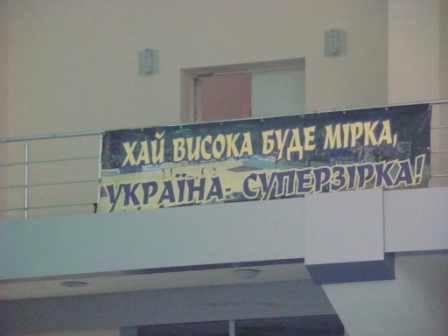 ХАЙ ВИСОКА БУДЕ МІРКА,
УКРАЇНА- СУПЕРЗІРКА!